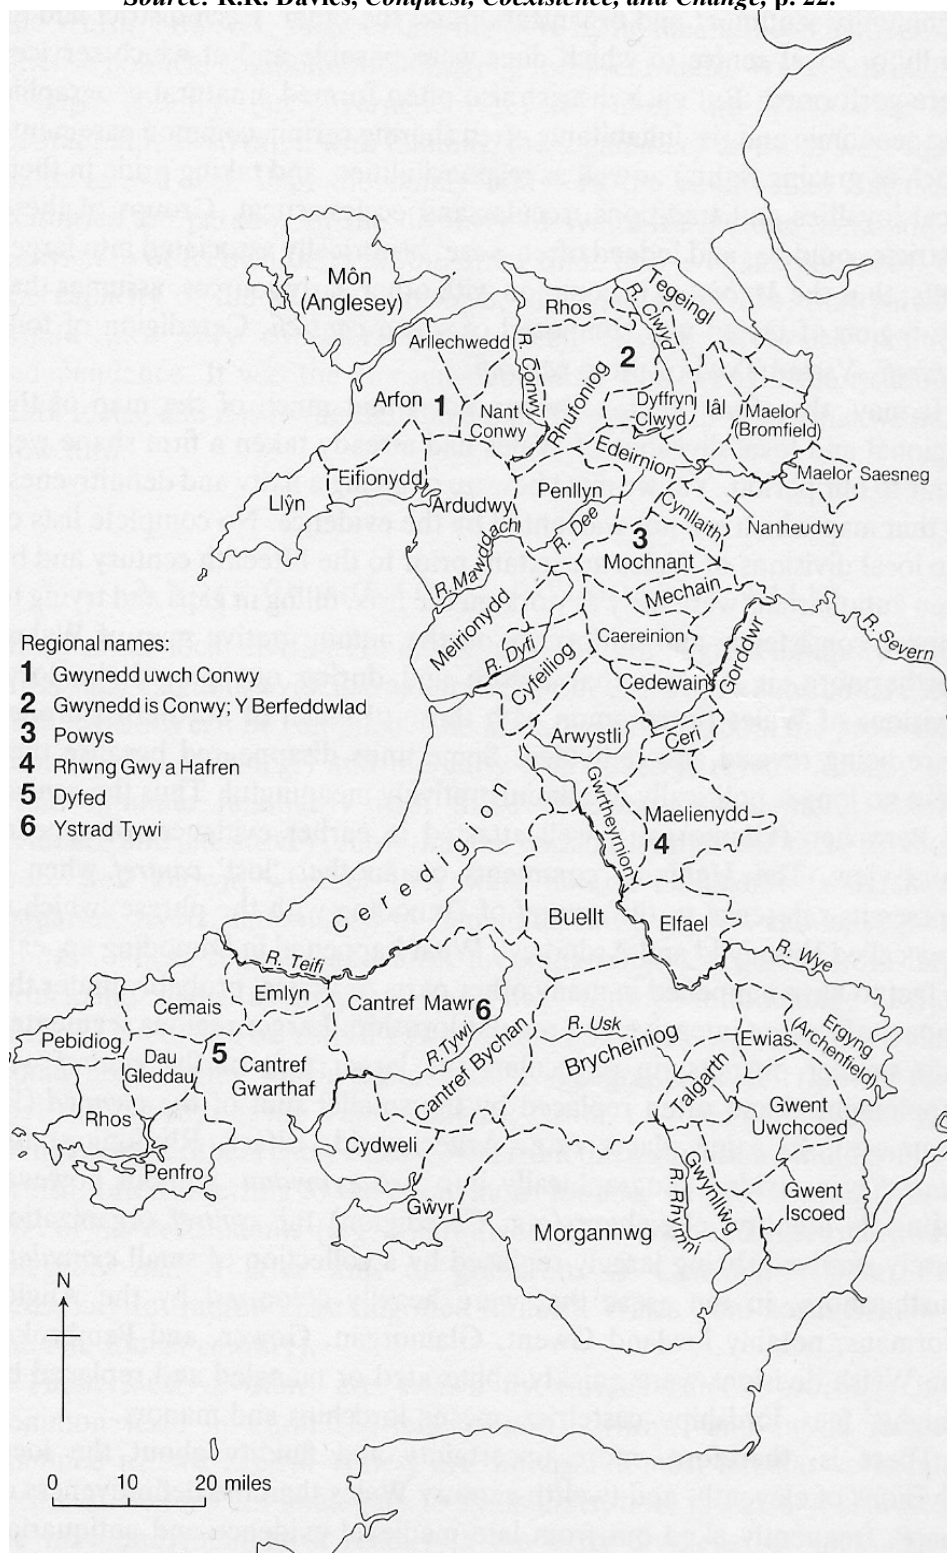 Source: R.R. Davies, Conquest, Coexistence, and Change, p. 22.
Môn
(Anglesey)
Rhos
Tegeingl
R. Clwyd
Arllechwedd
R. Conwy
2
Rhufoniog
Arfon
1
Nant
Conwy
Dyffryn
Clwyd
Iâl
Maelor
(Bromfield)
Edeirnion
Maelor Saesneg
Eifionydd
Penllyn
Llŷn
Ardudwy
Cynllaith
Nanheudwy
R. Dee
3
R. Mawddach
Mochnant
Mechain
Meirionydd
R. Severn
Caereinion
Gorddwr
R. Dyfi
Regional names:
1 Gwynedd uwch Conwy
2 Gwynedd is Conwy; Y Berfeddwlad
3 Powys
4 Rhwng Gwy a Hafren
5 Dyfed
6 Ystrad Tywi
Cyfeiliog
Cedewain
Arwystli
Ceri
Gwrtheyrnion
Maelienydd
4
Ceredigion
Buellt
Elfael
R. Wye
R. Teifi
Emlyn
Cantref Mawr
6
Cemais
Pebidiog
R. Tywi
R. Usk
Ergyng
(Archenfield)
Ewias
Dau
Gleddau
5
Cantref
Gwarthaf
Cantref Bychan
Brycheiniog
Talgarth
Rhos
Gwent
Uwchcoed
Cydweli
Penfro
Gwynllŵg
R. Rhymni
Gwent
Iscoed
Gŵyr
Morgannwg
N
0 10 20 miles